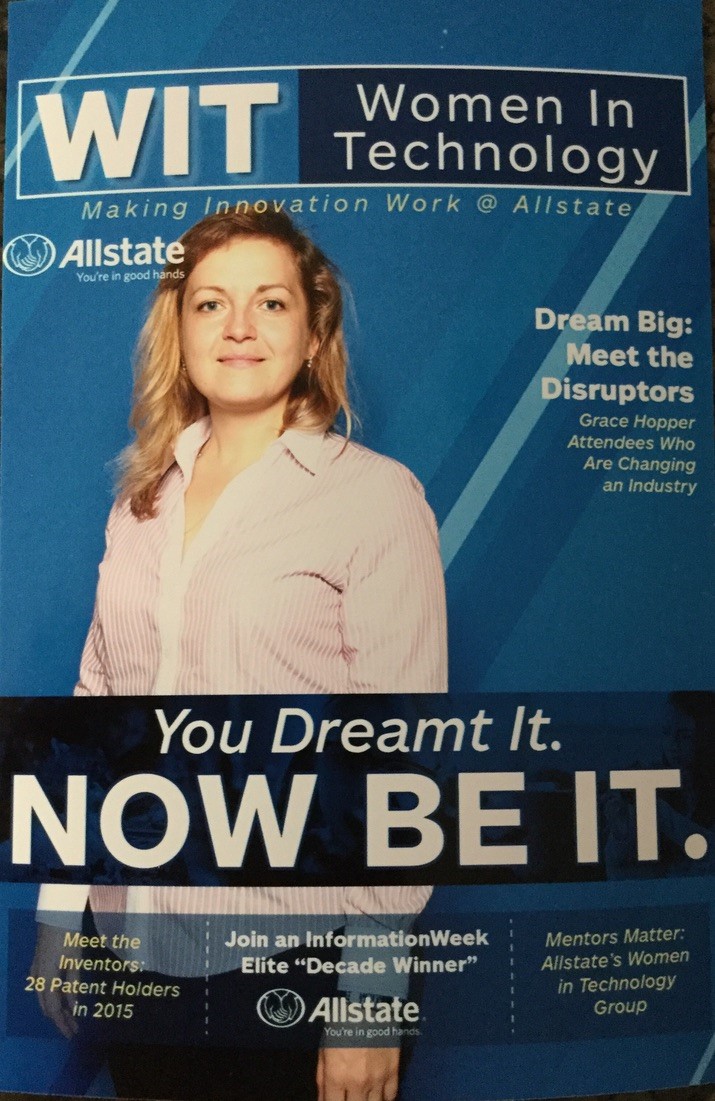 WIT
Women In
Technology
Making Innovation Work @ Allstate
Allstate
You're in good hands
Dream Big:
Meet the
Disruptors
Grace Hopper
Attendees Who
Are Changing
an Industry
You Dreamt It.
NOW BE IT.
Meet the
Inventors:
28 Patent Holders
in 2015
Join an InformationWeek
Elite “Decade Winner”
Allstate.
You're in good hands.
Mentors Matter:
Allstate's Women
in Technology
Group